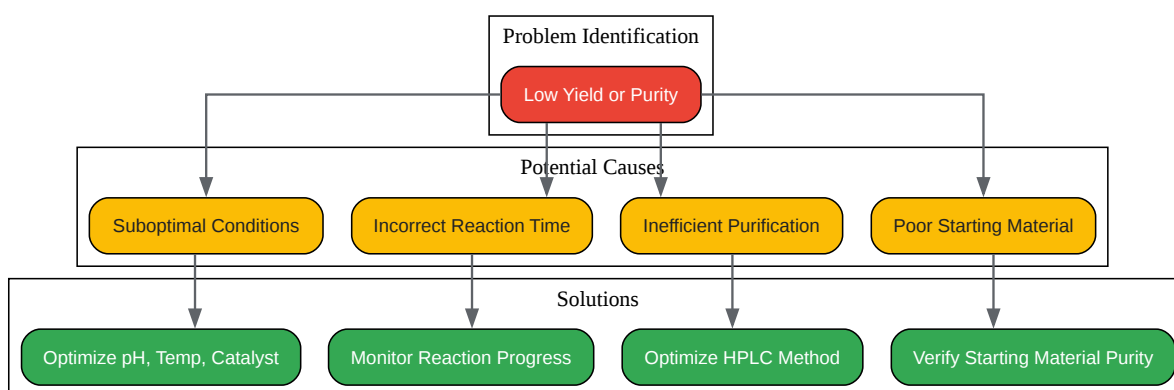 Problem Identification
Low Yield or Purity
Potential Causes
Suboptimal Conditions
Incorrect Reaction Time
Inefficient Purification
Poor Starting Material
Solutions
Optimize pH, Temp, Catalyst
Monitor Reaction Progress
Optimize HPLC Method
Verify Starting Material Purity